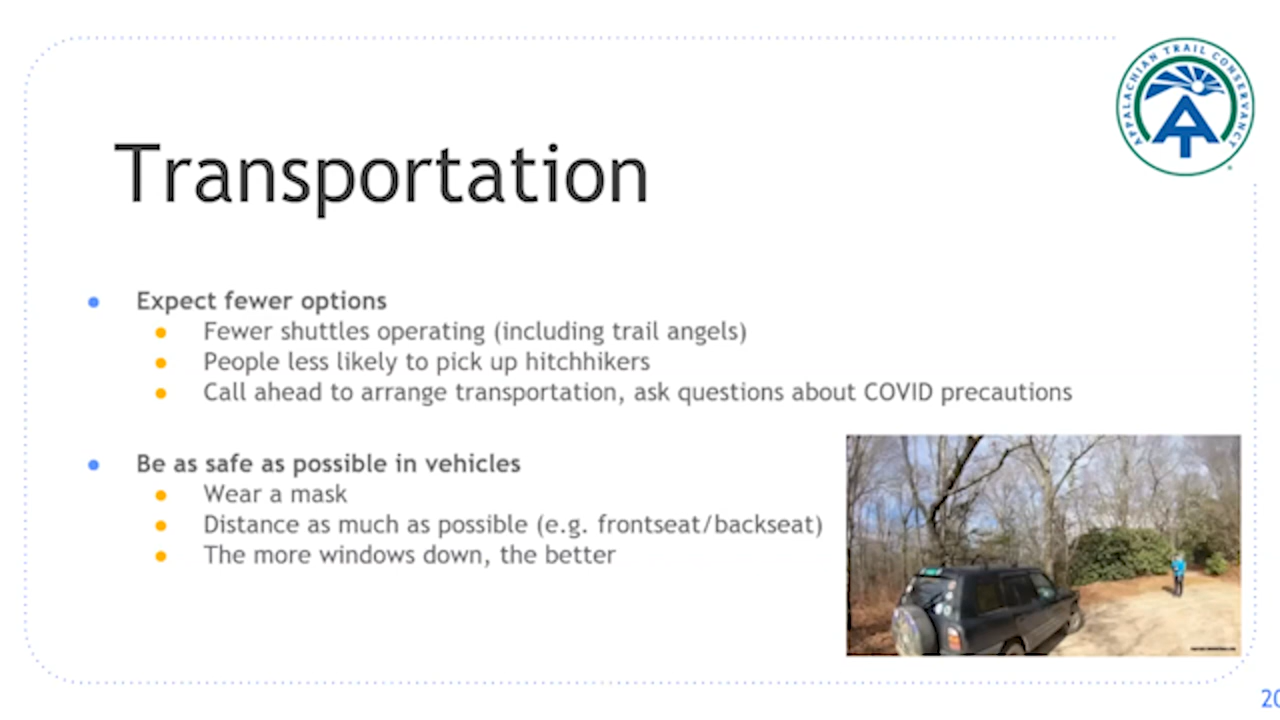 APPALACHIAN TRAIL CONSERVANCY
Transportation
Expect fewer options
Fewer shuttles operating (including trail angels)
People less likely to pick up hitchhikers
Call ahead to arrange transportation, ask questions about COVID precautions
Be as safe as possible in vehicles
Wear a mask
Distance as much as possible (e.g. frontseat/backseat)
The more windows down, the better
20